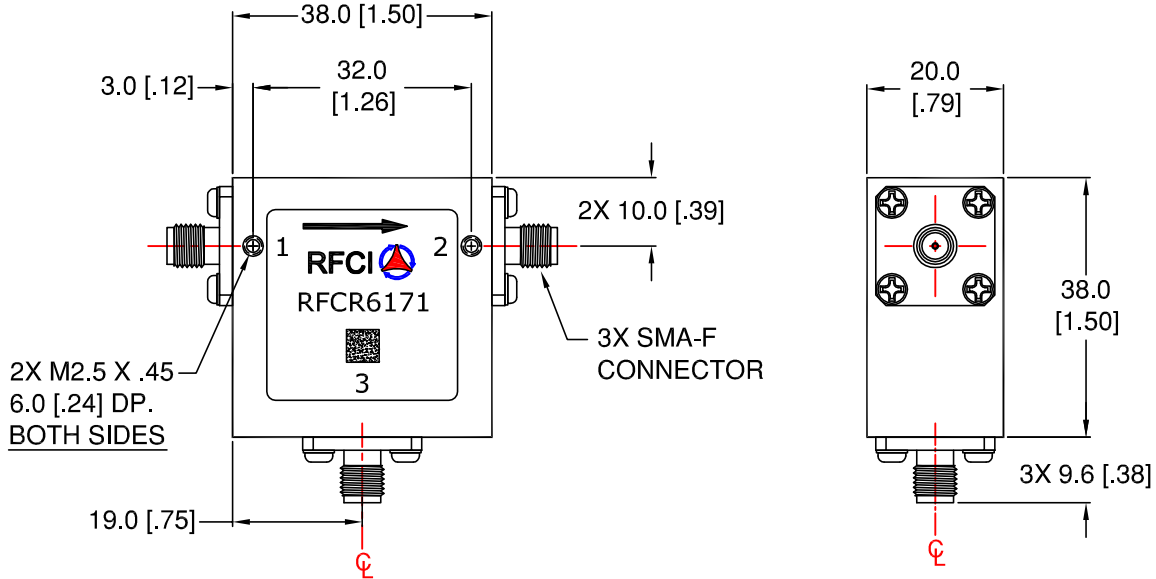 38.0 [1.50]
3.0 [.12]
32.0
[1.26]
2X 10.0 [.39]
1
2
RFCI
RFCR6171
3
3X SMA-F
CONNECTOR
2X M2.5 X .45
6.0 [.24] DP.
BOTH SIDES
19.0 [.75]
℄
20.0
[.79]
38.0
[1.50]
3X 9.6 [.38]
℄